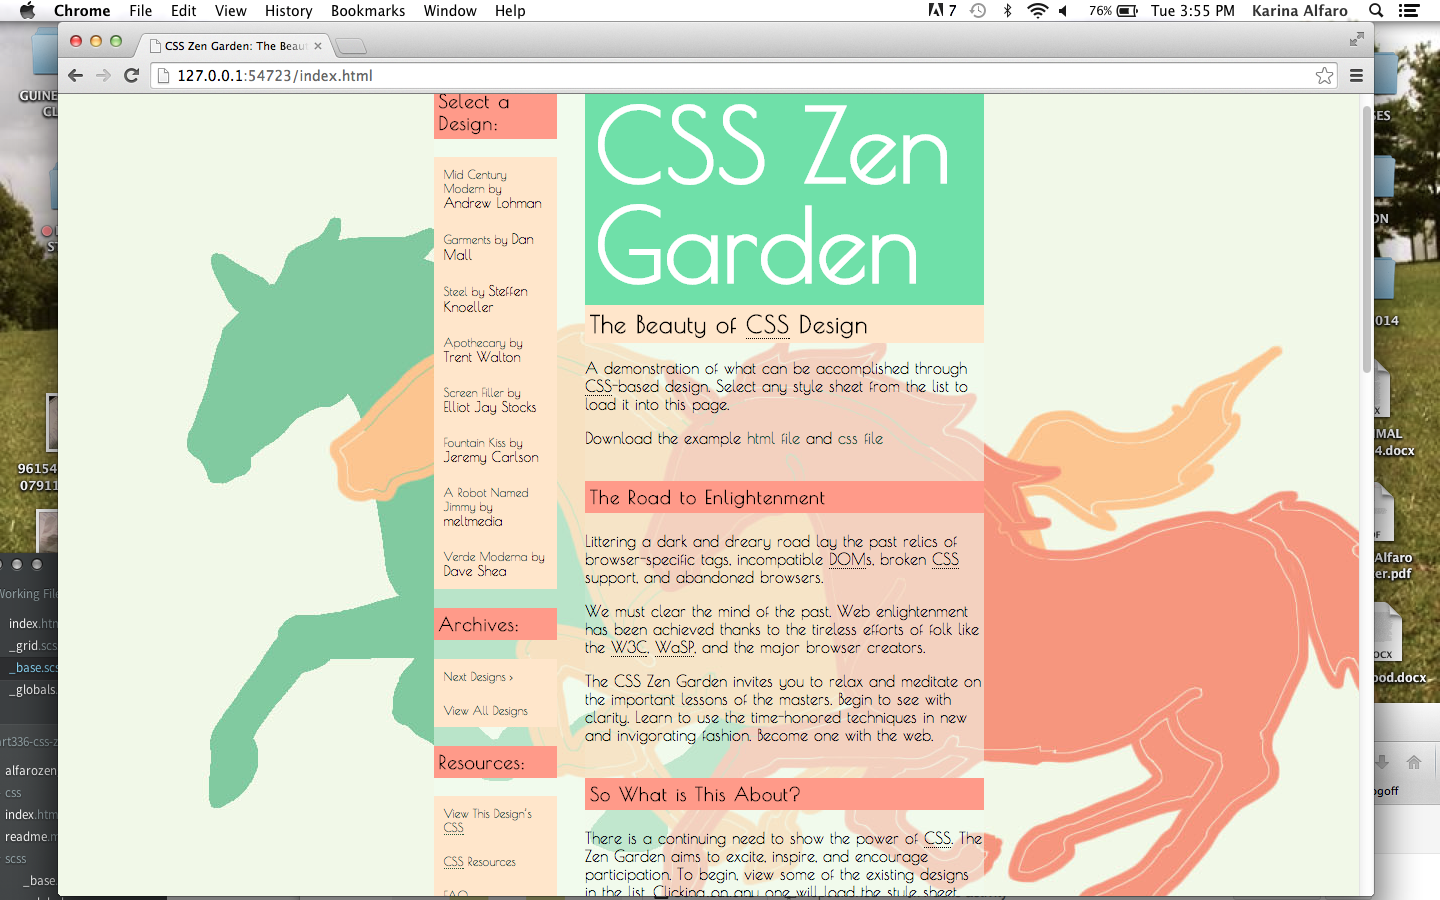 Chrome File Edit View History Bookmarks Window Help
7 76% Tue 3:55 PM Karina Alfaro
CSS Zen Garden: The Beau
127.0.0.1:54723/index.html
GUINE
CL
ST
96154
07911
Working File
index.htm
_grid.scs
_base.scs
_globals.
art336-css-z
alfarozen
css
index.htm
readme.m
scss
_base.
Select a
Design:
Mid Century
Modern by
Andrew Lohman
Garments by Dan
Mall
Steel by Steffen
Knoeller
Apothecary by
Trent Walton
Screen Filler by
Elliot Jay Stocks
Fountain Kiss by
Jeremy Carlson
A Robot Named
Jimmy by
meltmedia
Verde Moderna by
Dave Shea
Archives:
Next Designs ›
View All Designs
Resources:
View This Design's
CSS
CSS Resources
FAQ
CSS Zen
Garden
The Beauty of CSS Design
A demonstration of what can be accomplished through
CSS-based design. Select any style sheet from the list to
load it into this page.
Download the example html file and css file
The Road to Enlightenment
Littering a dark and dreary road lay the past relics of
browser-specific tags, incompatible DOMs, broken CSS
support, and abandoned browsers.
We must clear the mind of the past. Web enlightenment
has been achieved thanks to the tireless efforts of folk like
the W3C, WaSP, and the major browser creators.
The CSS Zen Garden invites you to relax and meditate on
the important lessons of the masters. Begin to see with
clarity. Learn to use the time-honored techniques in new
and invigorating fashion. Become one with the web.
So What is This About?
There is a continuing need to show the power of CSS. The
Zen Garden aims to excite, inspire, and encourage
participation. To begin, view some of the existing designs
in the list. Clicking on any one will load the style sheet
SES
ON
014
IMÁL
4.docx
Alfaro
er.pdf
ood.docx
ogoff